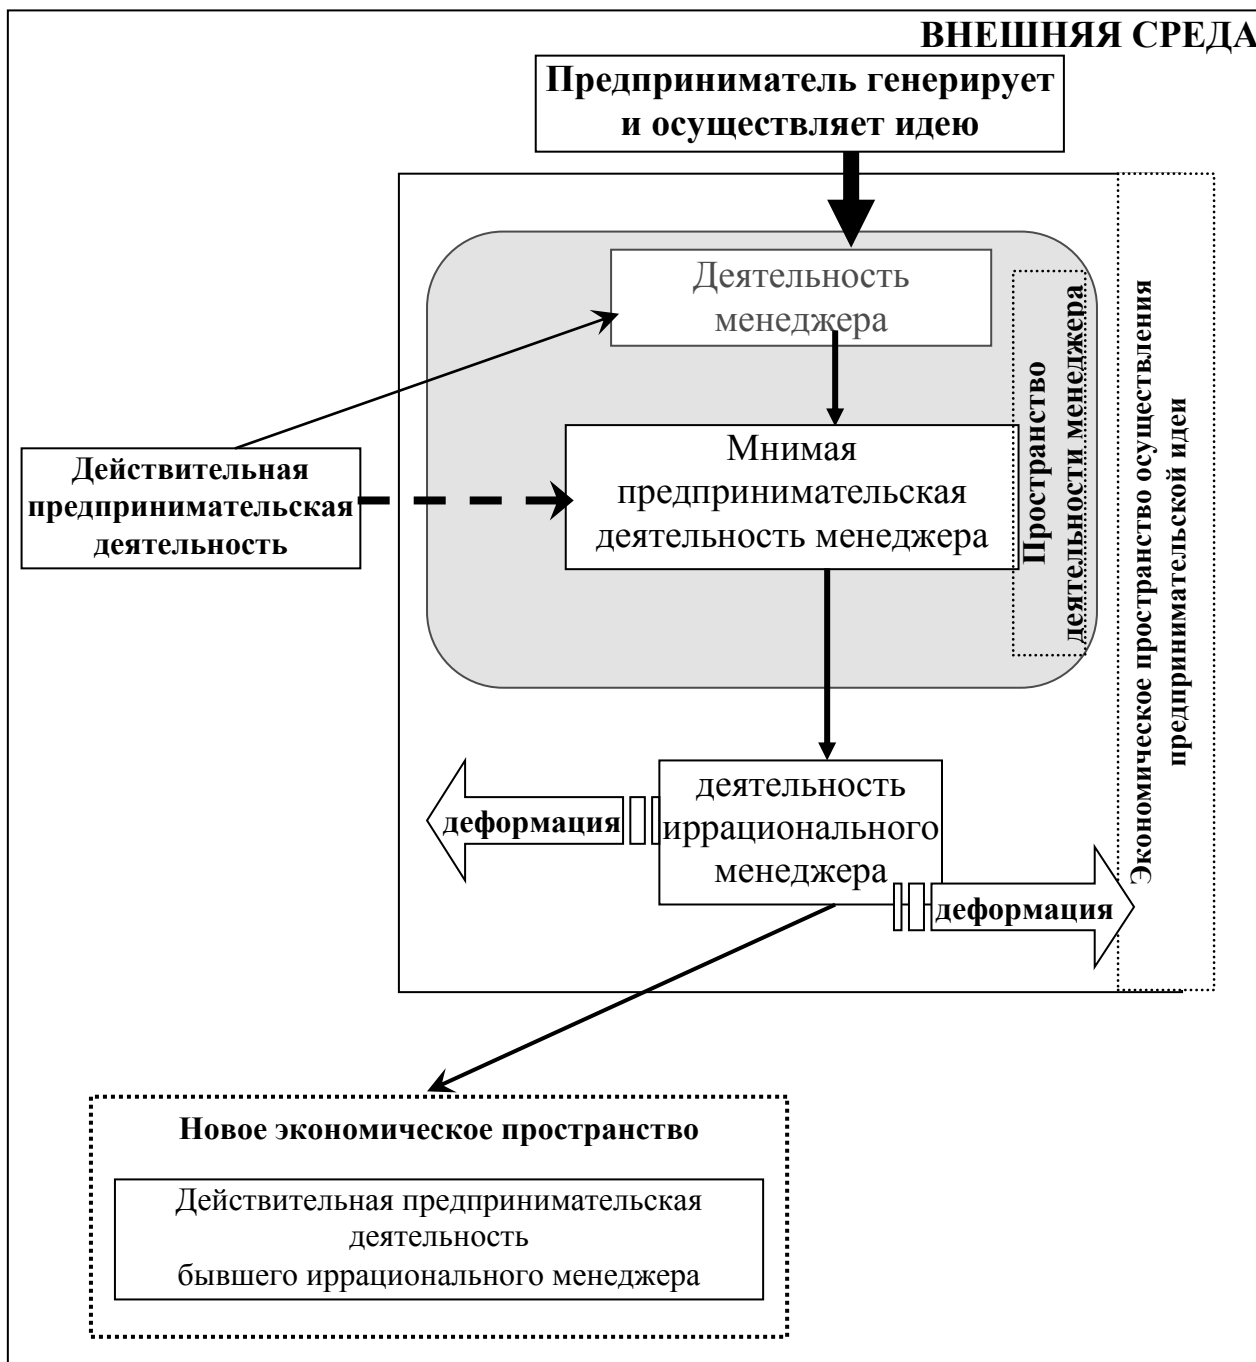 ВНЕШНЯЯ СРЕДА
Предприниматель генерирует
и осуществляет идею
Деятельность
менеджера
Пространство
деятельности менеджера
Экономическое пространство осуществления
предпринимательской идеи
Действительная
предпринимательская
деятельность
Мнимая
предпринимательская
деятельность менеджера
деятельность
иррационального
менеджера
деформация
деформация
Новое экономическое пространство
Действительная предпринимательская
деятельность
бывшего иррационального менеджера